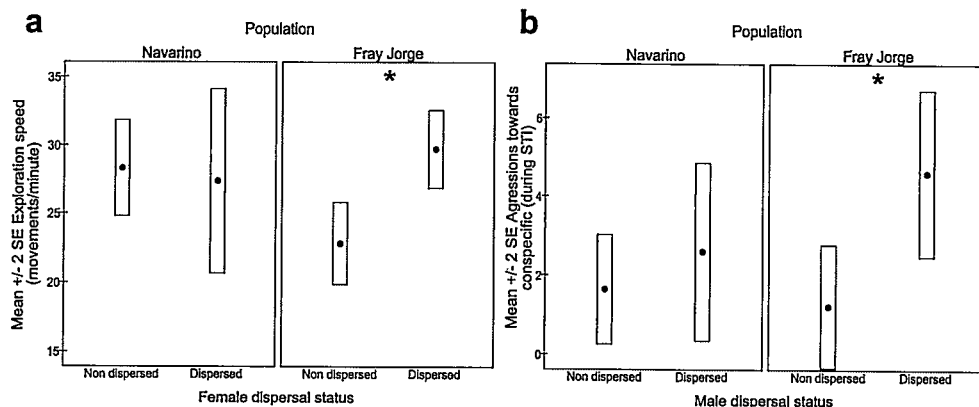 a
Population
Navarino
Fray Jorge
*
Mean +/- 2 SE Exploration speed
(movements/minute)
35
30
25
20
15
Non dispersed
Dispersed
Non dispersed
Dispersed
Female dispersal status
b
Population
Navarino
Fray Jorge
*
Mean +/- 2 SE Agressions towards
conspecific (during STI)
6
4
2
0
Non dispersed
Dispersed
Non dispersed
Dispersed
Male dispersal status